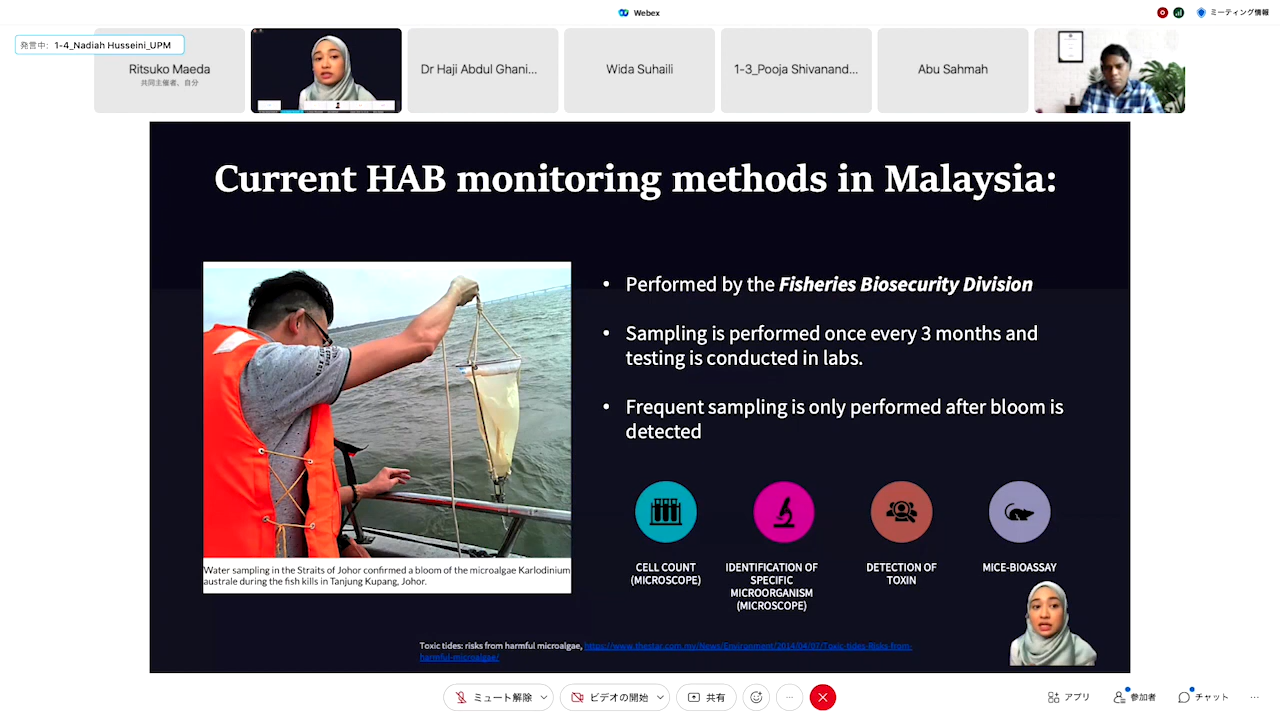 Webex
ミーティング情報
発言中: 1-4_Nadiah Husseini_UPM
Ritsuko Maeda
共同主催者、自分
Dr Haji Abdul Ghani...
Wida Suhaili
1-3_Pooja Shivanand...
Abu Sahmah
Current HAB monitoring methods in Malaysia:
• Performed by the Fisheries Biosecurity Division
• Sampling is performed once every 3 months and
testing is conducted in labs.
• Frequent sampling is only performed after bloom is
detected
CELL COUNT
(MICROSCOPE)
IDENTIFICATION OF
SPECIFIC
MICROORGANISM
(MICROSCOPE)
DETECTION OF
TOXIN
MICE-BIOASSAY
Water sampling in the Straits of Johor confirmed a bloom of the microalgae Karlodinium
australe during the fish kills in Tanjung Kupang, Johor.
Toxic tides: risks from harmful microalgae, https://www.thestar.com.my/News/Environment/2014/04/07/Toxic-tides-Risks-from-
harmful-microalgae/
ミュート解除
ビデオの開始
共有
アプリ
参加者
チャット